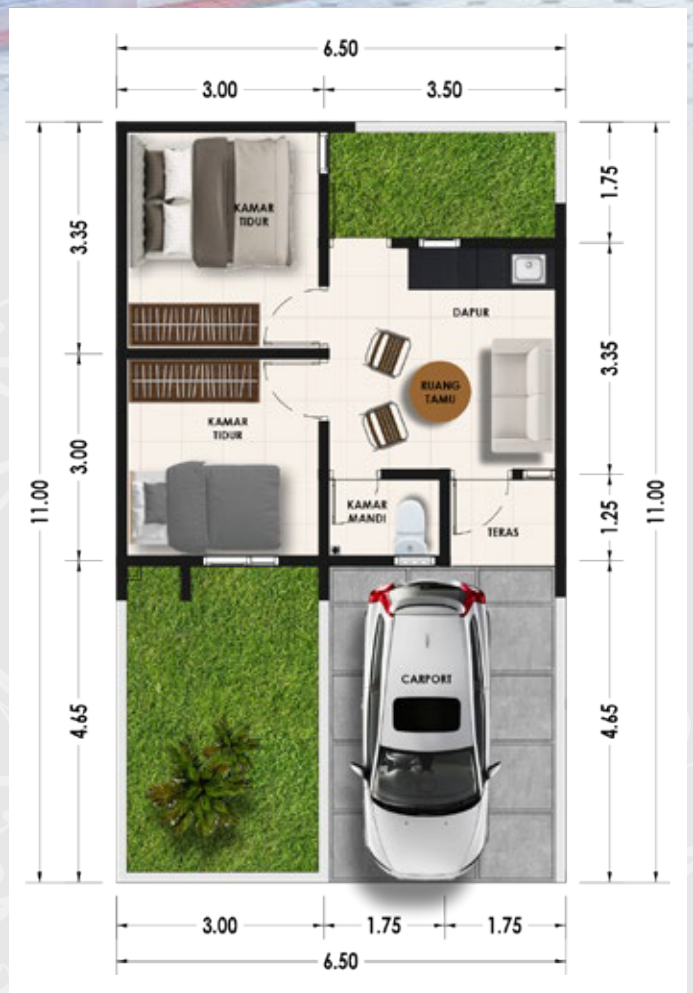 6.50
3.00
3.50
11.00
3.35
3.00
4.65
KAMAR
TIDUR
KAMAR
TIDUR
DAPUR
RUANG
TAMU
KAMAR
MANDI
TERAS
CARPORT
1.75
3.35
1.25
4.65
11.00
3.00
1.75
1.75
6.50